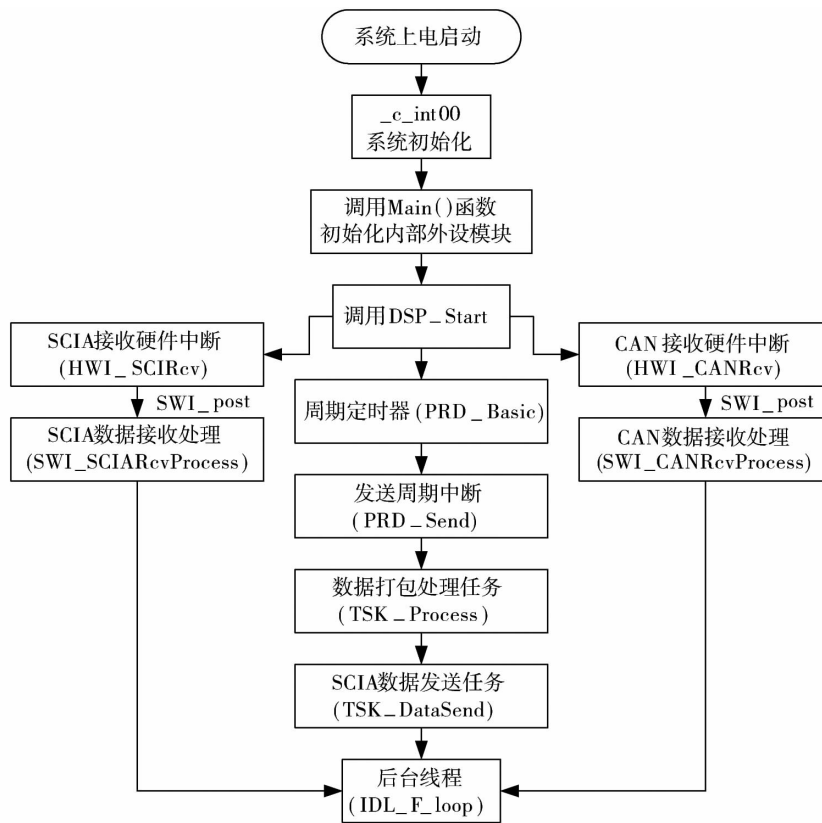 系统上电启动
_c_int00
系统初始化
调用Main()函数
初始化内部外设模块
调用DSP_Start
SCIA接收硬件中断
(HWI_SCIRcv)
SWI_post
SCIA数据接收处理
(SWI_SCIARcvProcess)
周期定时器(PRD_Basic)
发送周期中断
(PRD_Send)
数据打包处理任务
(TSK_Process)
SCIA数据发送任务
(TSK_DataSend)
CAN接收硬件中断
(HWI_CANRcv)
SWI_post
CAN数据接收处理
(SWI_CANRcvProcess)
后台线程
(IDL_F_loop)